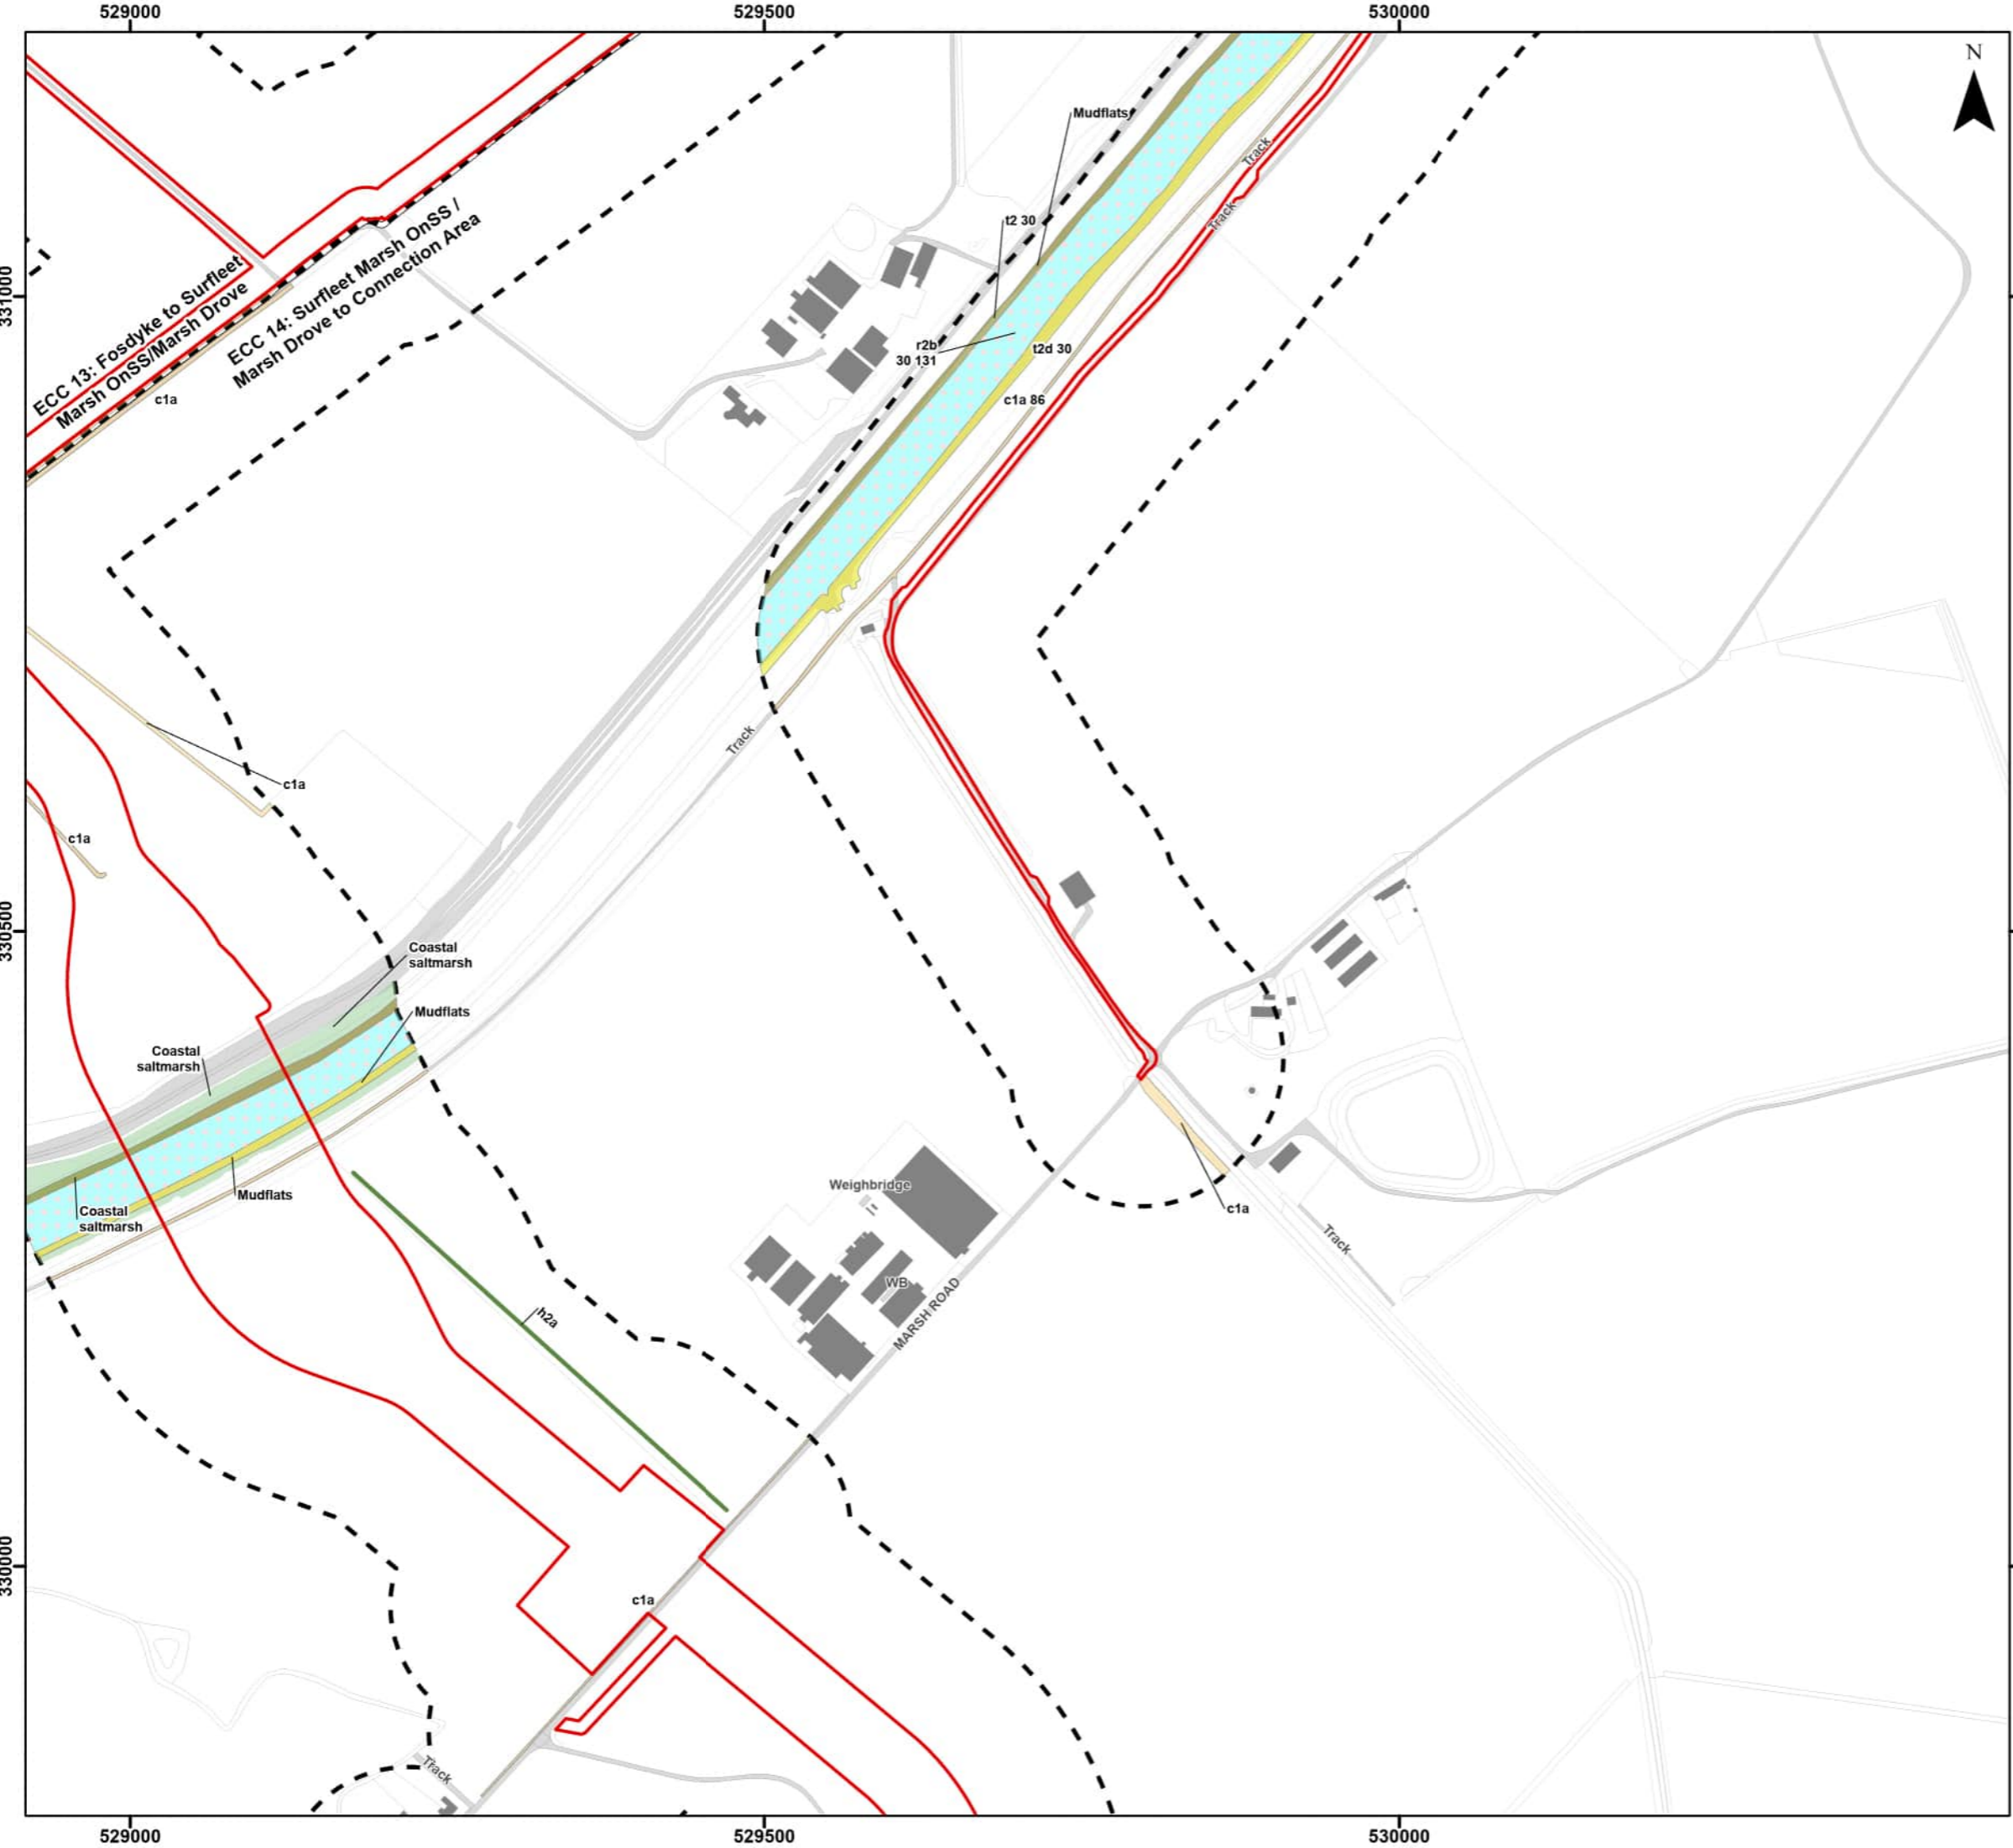 529000
529500
530000
N
Mudflats
Track
t2 30
Track
ECC 13: Fosdyke to Surfleet
Marsh OnSS/Marsh Drove
ECC 14: Surfleet Marsh OnSS /
Marsh Drove to Connection Area
331000
r2b
30 131
t2d 30
c1a
c1a 86
Track
c1a
c1a
330500
Coastal
saltmarsh
Mudflats
Coastal
saltmarsh
Mudflats
Coastal
saltmarsh
Weighbridge
c1a
Track
WB
MARSH ROAD
h2a
330000
c1a
Track
529000
529500
530000